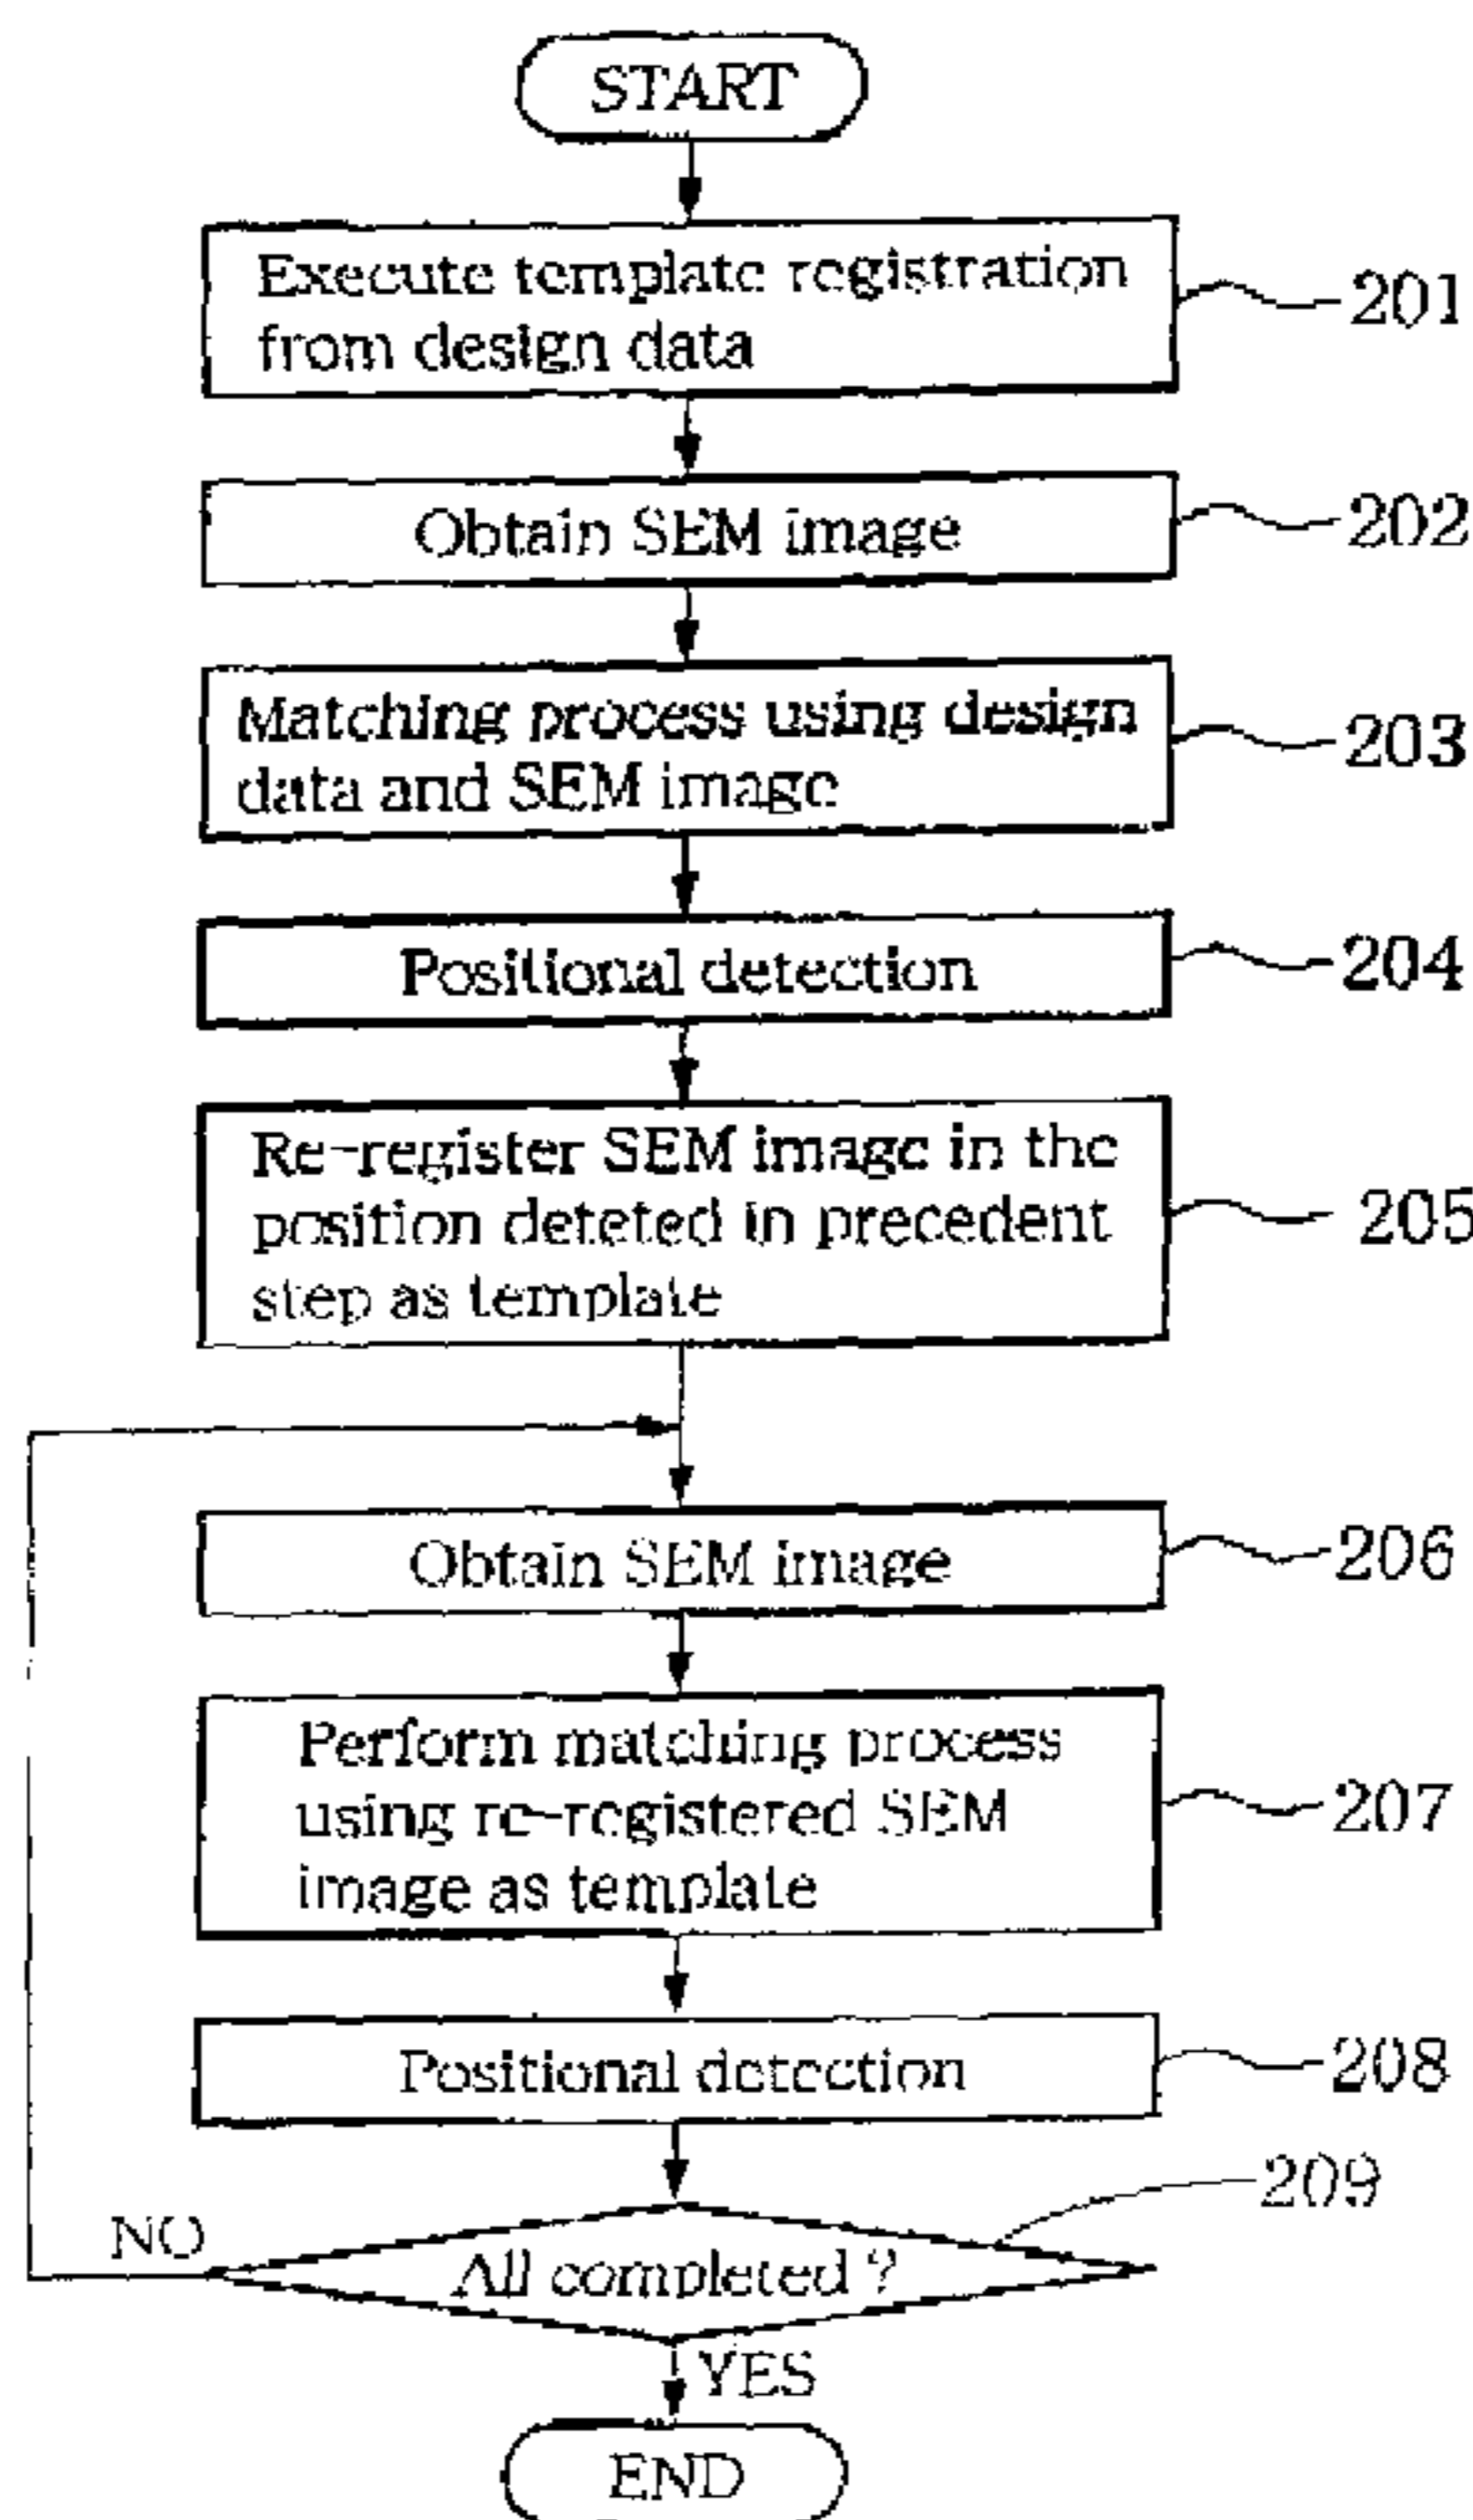 START
Execute template registration
from design data
201
Obtain SEM image
202
Matching process using design
data and SEM image
203
Positional detection
204
Re-register SEM image in the
position deteted in precedent
step as template
205
Obtain SEM image
206
Perform matching process
using re-registered SEM
image as template
207
Positional detection
208
209
NO
All completed ?
YES
END